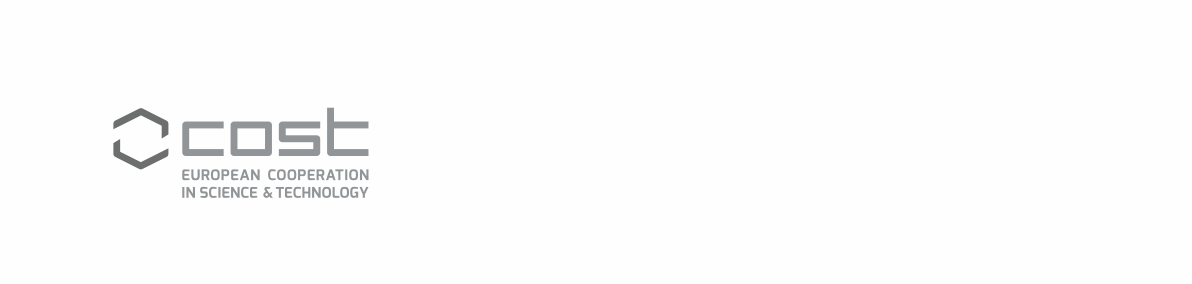 cost
EUROPEAN COOPERATION
IN SCIENCE & TECHNOLOGY